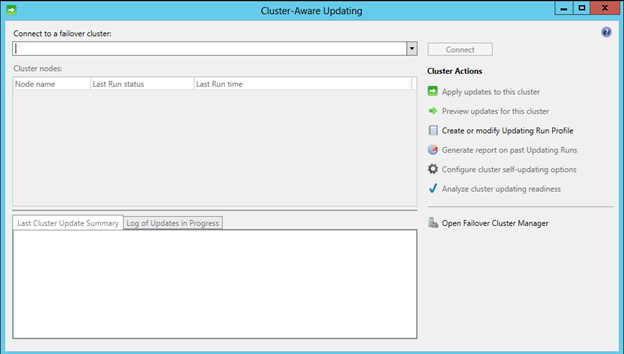 Cluster-Aware Updating
Connect to a failover cluster:
Connect
Cluster nodes:
Node name Last Run status Last Run time
Cluster Actions
Apply updates to this cluster
Preview updates for this cluster
Create or modify Updating Run Profile
Generate report on past Updating Runs
Configure cluster self-updating options
Analyze cluster updating readiness
Last Cluster Update Summary Log of Updates in Progress
Open Failover Cluster Manager